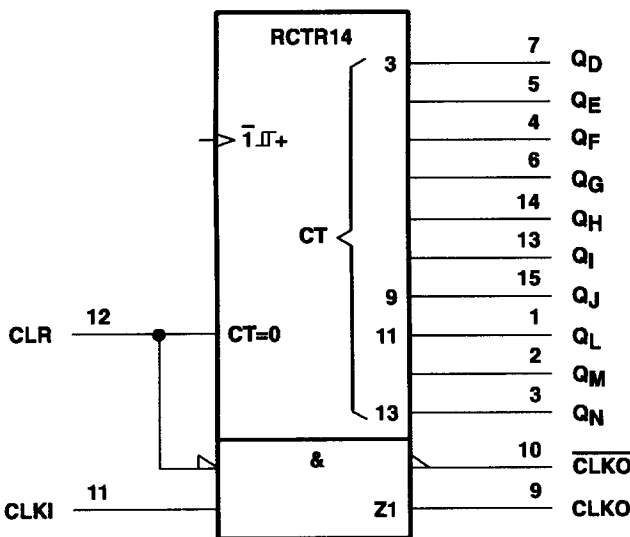 RCTR14
3 7 QD
5 QE
1̅ ⎍+ 4 QF
6 QG
14 QH
CT
13 QI
9 15 QJ
CLR 12 CT=0 11 1 QL
2 QM
13 3 QN
& 10 C̅L̅K̅O̅
CLKI 11 Z1 9 CLKO